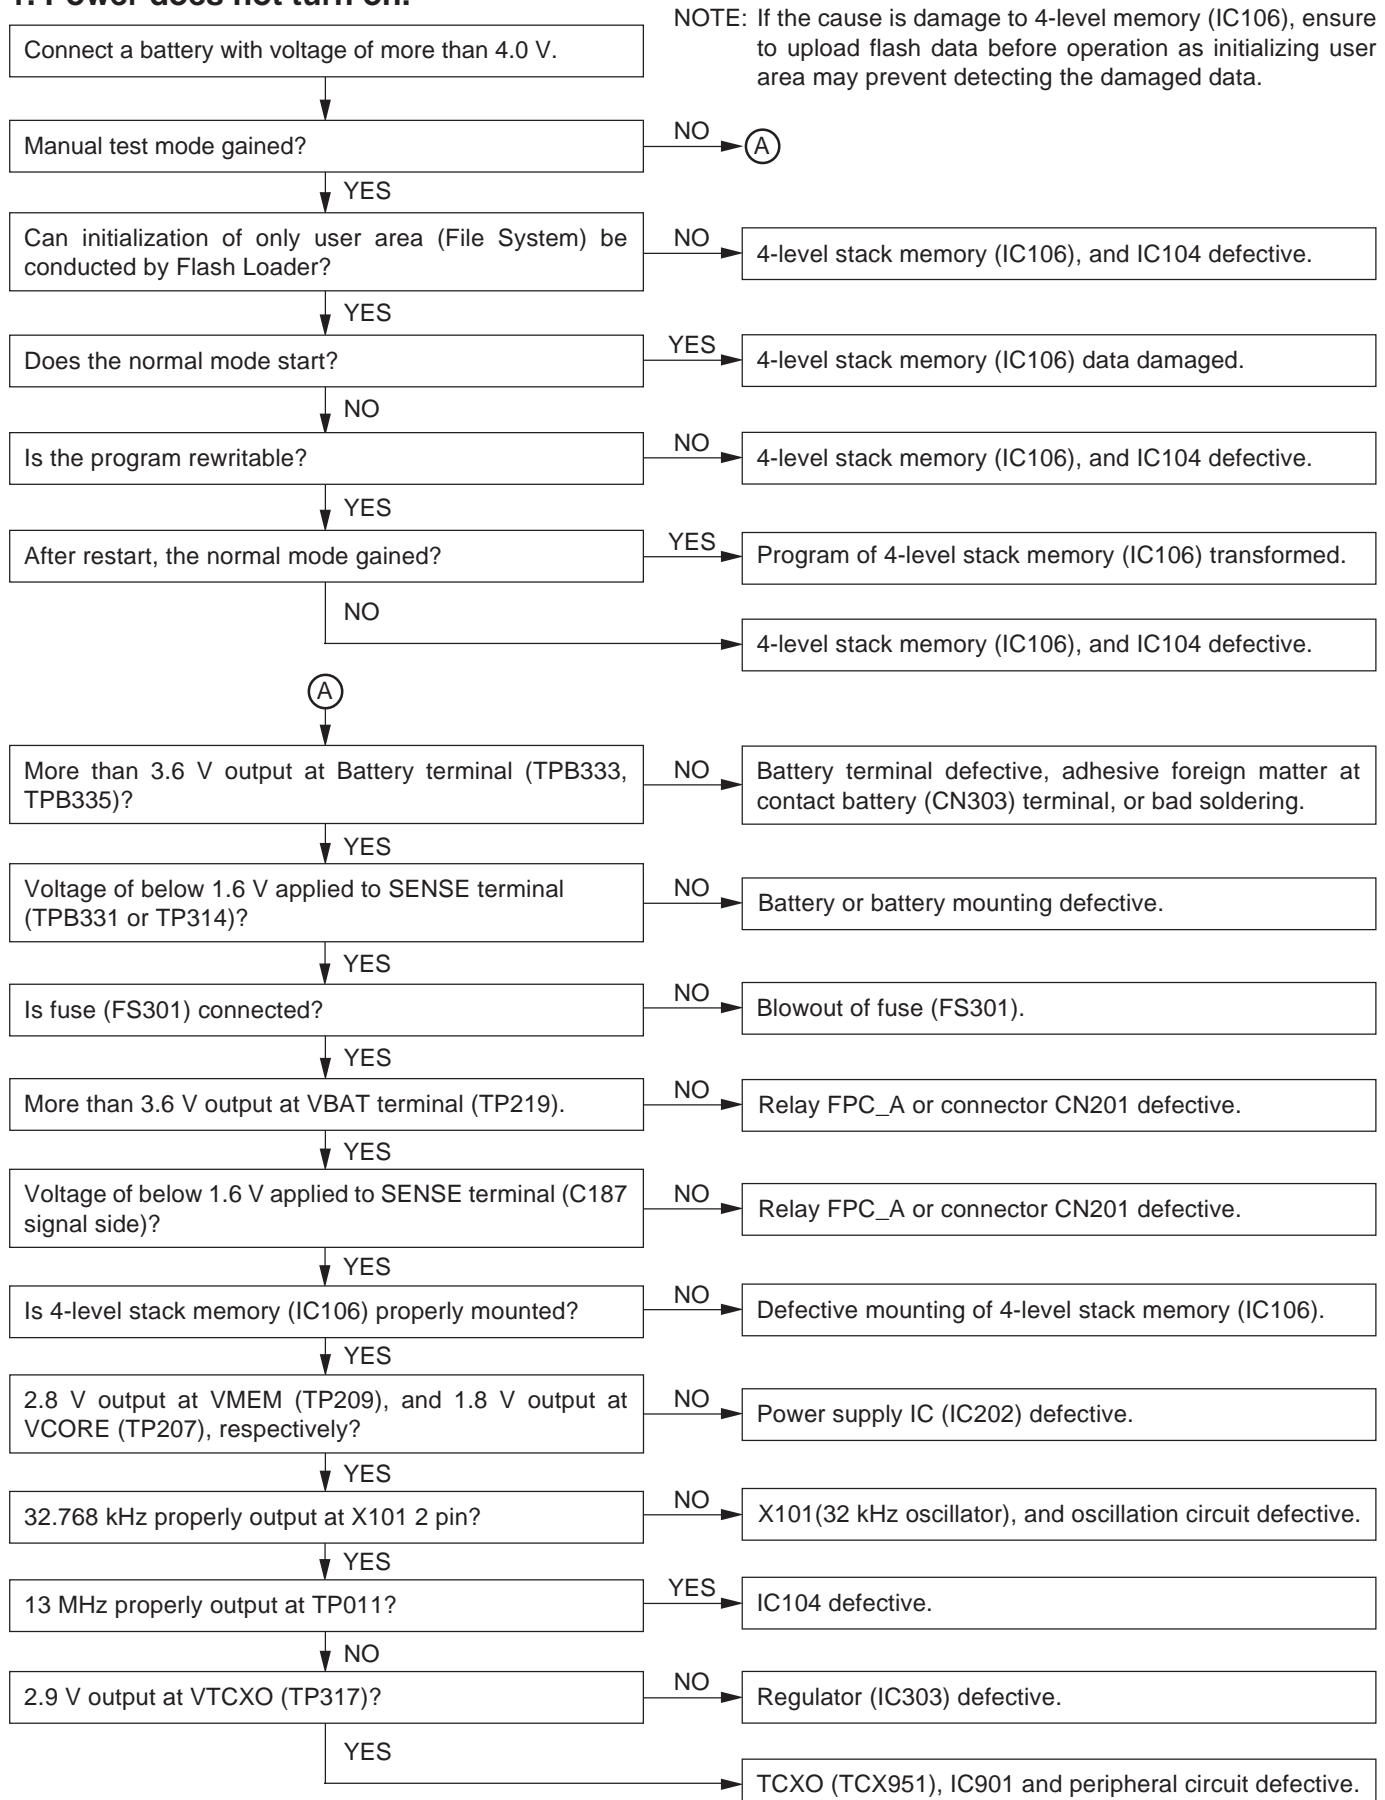 1. Power does not turn on.
NOTE: If the cause is damage to 4-level memory (IC106), ensure
to upload flash data before operation as initializing user
area may prevent detecting the damaged data.
Connect a battery with voltage of more than 4.0 V.
Manual test mode gained?
NO
A
YES
Can initialization of only user area (File System) be
conducted by Flash Loader?
NO
4-level stack memory (IC106), and IC104 defective.
YES
Does the normal mode start?
YES
4-level stack memory (IC106) data damaged.
NO
Is the program rewritable?
NO
4-level stack memory (IC106), and IC104 defective.
YES
After restart, the normal mode gained?
YES
Program of 4-level stack memory (IC106) transformed.
NO
4-level stack memory (IC106), and IC104 defective.
A
More than 3.6 V output at Battery terminal (TPB333,
TPB335)?
NO
Battery terminal defective, adhesive foreign matter at
contact battery (CN303) terminal, or bad soldering.
YES
Voltage of below 1.6 V applied to SENSE terminal
(TPB331 or TP314)?
NO
Battery or battery mounting defective.
YES
Is fuse (FS301) connected?
NO
Blowout of fuse (FS301).
YES
More than 3.6 V output at VBAT terminal (TP219).
NO
Relay FPC_A or connector CN201 defective.
YES
Voltage of below 1.6 V applied to SENSE terminal (C187
signal side)?
NO
Relay FPC_A or connector CN201 defective.
YES
Is 4-level stack memory (IC106) properly mounted?
NO
Defective mounting of 4-level stack memory (IC106).
YES
2.8 V output at VMEM (TP209), and 1.8 V output at
VCORE (TP207), respectively?
NO
Power supply IC (IC202) defective.
YES
32.768 kHz properly output at X101 2 pin?
NO
X101(32 kHz oscillator), and oscillation circuit defective.
YES
13 MHz properly output at TP011?
YES
IC104 defective.
NO
2.9 V output at VTCXO (TP317)?
NO
Regulator (IC303) defective.
YES
TCXO (TCX951), IC901 and peripheral circuit defective.